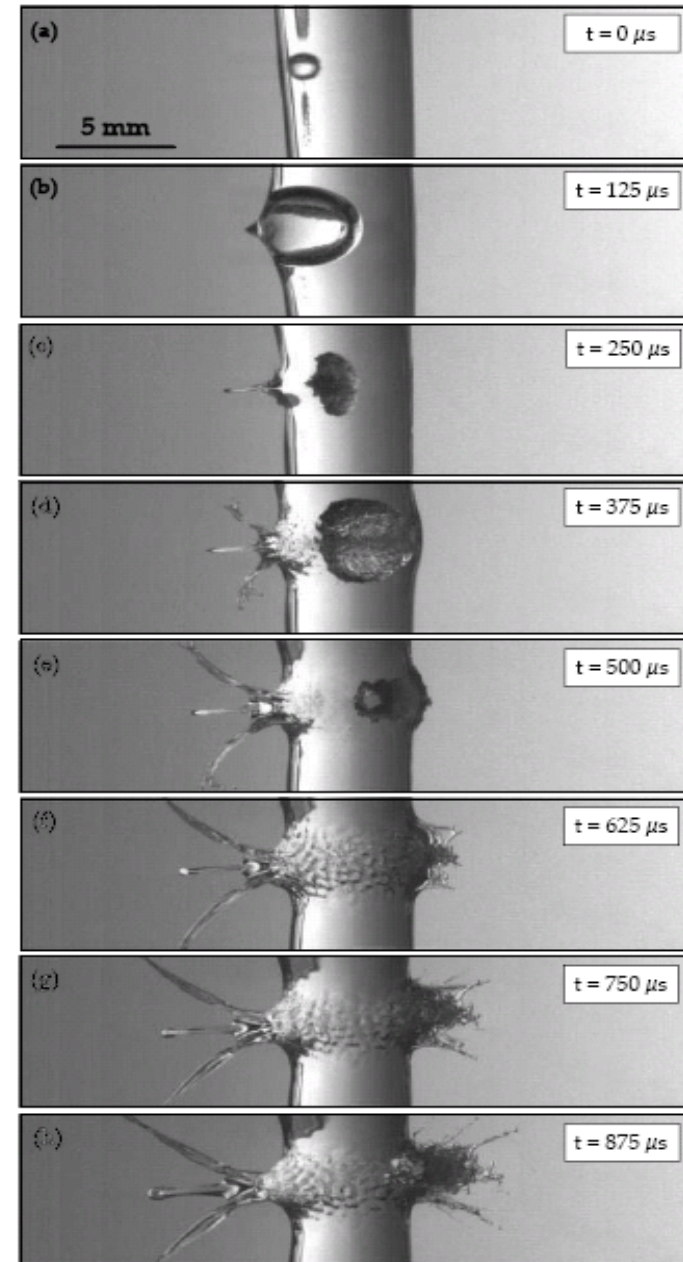 (a)
t = 0 µs
5 mm
(b)
t = 125 µs
(c)
t = 250 µs
(d)
t = 375 µs
(e)
t = 500 µs
(f)
t = 625 µs
(g)
t = 750 µs
(h)
t = 875 µs